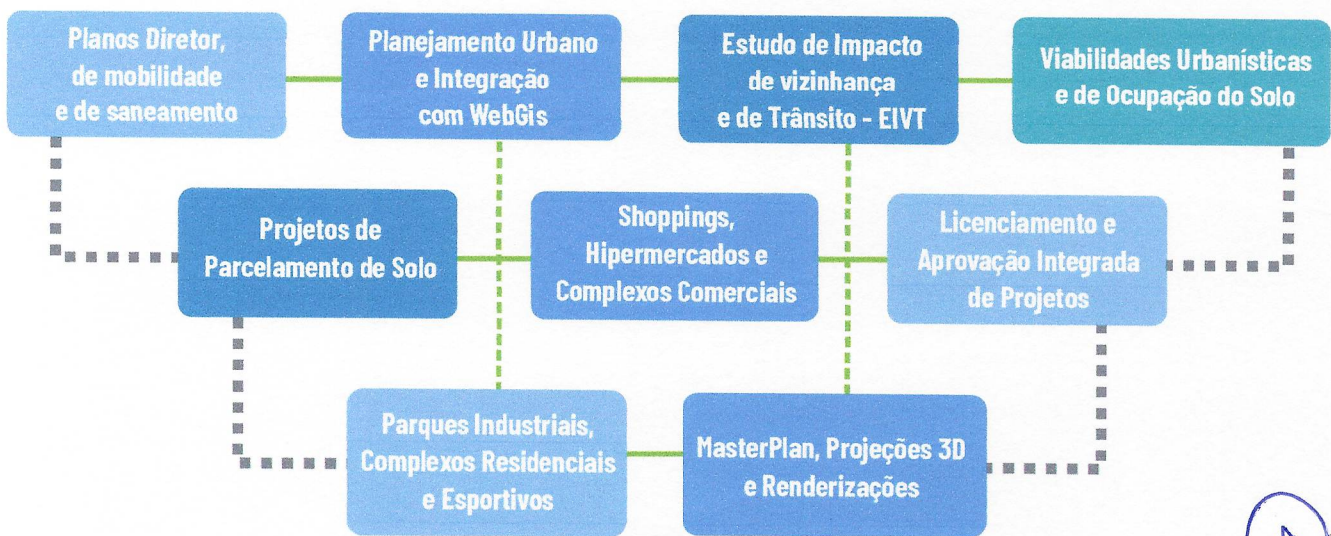 Planos Diretor,
de mobilidade
e de saneamento
Planejamento Urbano
e Integração
com WebGis
Estudo de Impacto
de vizinhança
e de Trânsito - EIVT
Viabilidades Urbanísticas
e de Ocupação do Solo
Projetos de
Parcelamento de Solo
Shoppings,
Hipermercados e
Complexos Comerciais
Licenciamento e
Aprovação Integrada
de Projetos
Parques Industriais,
Complexos Residenciais
e Esportivos
MasterPlan, Projeções 3D
e Renderizações